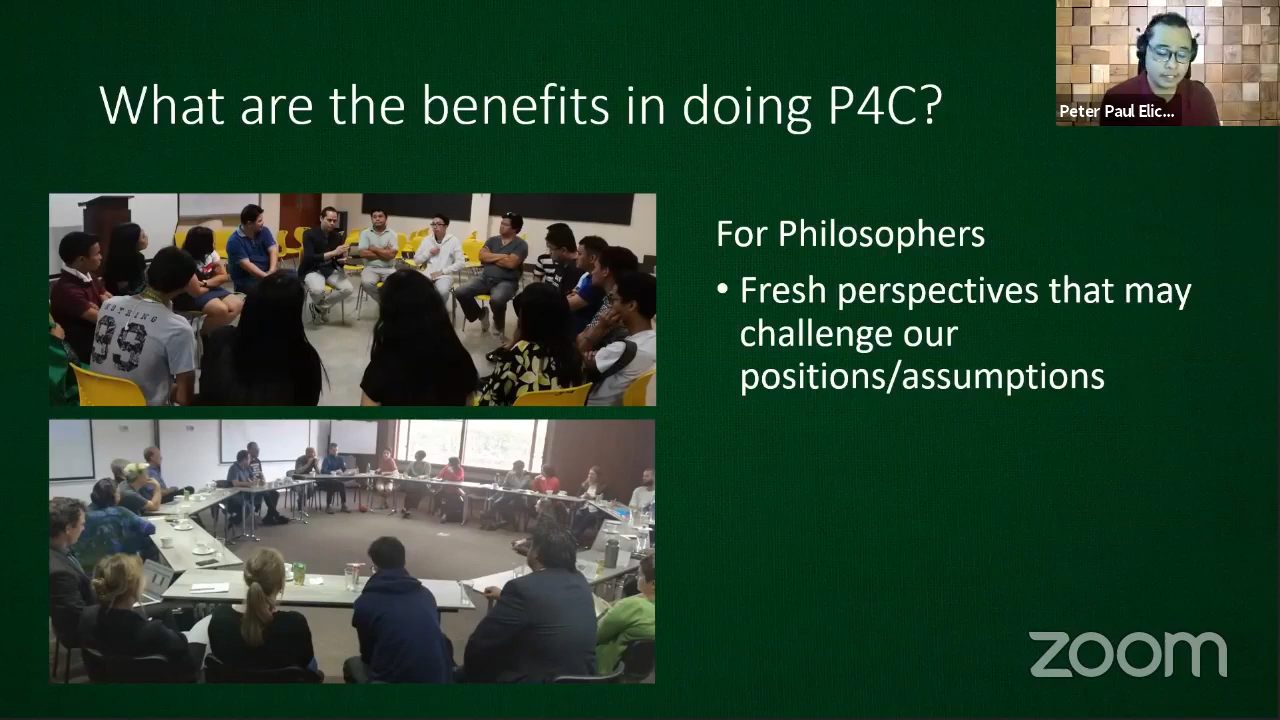 What are the benefits in doing P4C?
Peter Paul Elic...
For Philosophers
• Fresh perspectives that may
challenge our
positions/assumptions
NOTHING
99
zoom